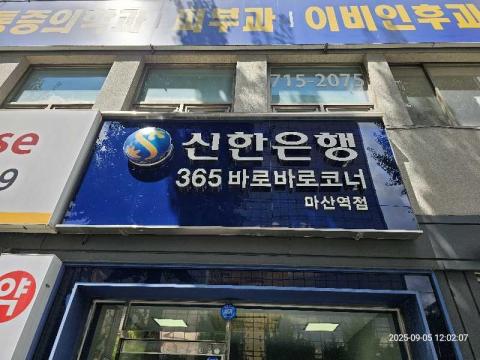 통증의학과 | 피부과 | 이비인후과
715-2075
se
9
신한은행
365 바로바로코너
마산역점
약
2025-09-05 12:02:07